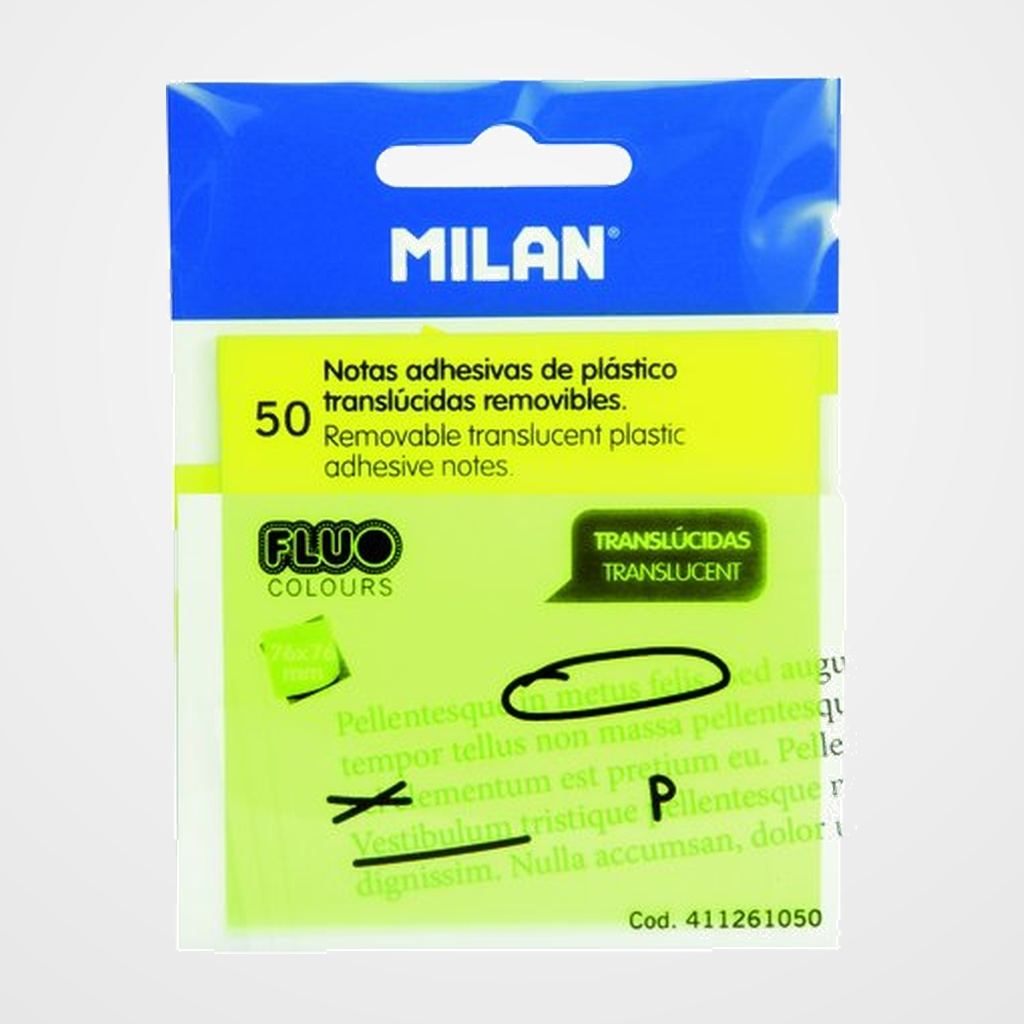 MILAN®
50
Notas adhesivas de plástico
translúcidas removibles.
Removable translucent plastic
adhesive notes.
FLUO
COLOURS
TRANSLÚCIDAS
TRANSLUCENT
76x76
mm
Pellentesque in metus felis sed augu
tempor tellus non massa pellentesqu
elementum est pretium eu. Pelle
Vestibulum tristique pellentesque
dignissim. Nulla accumsan, dolor
P
Cod. 411261050